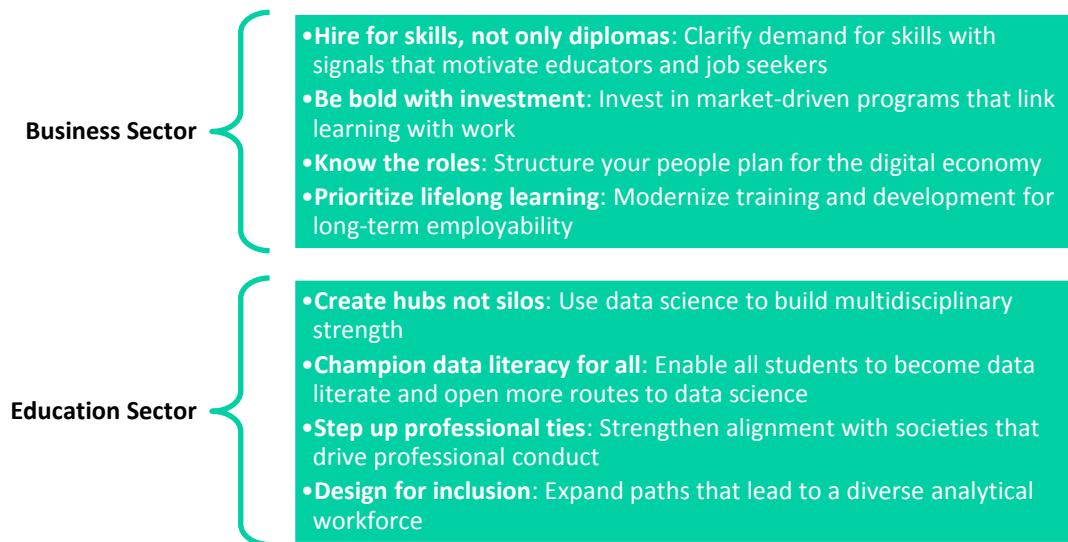 Business Sector
•Hire for skills, not only diplomas: Clarify demand for skills with
signals that motivate educators and job seekers
•Be bold with investment: Invest in market-driven programs that link
learning with work
•Know the roles: Structure your people plan for the digital economy
•Prioritize lifelong learning: Modernize training and development for
long-term employability
Education Sector
•Create hubs not silos: Use data science to build multidisciplinary
strength
•Champion data literacy for all: Enable all students to become data
literate and open more routes to data science
•Step up professional ties: Strengthen alignment with societies that
drive professional conduct
•Design for inclusion: Expand paths that lead to a diverse analytical
workforce